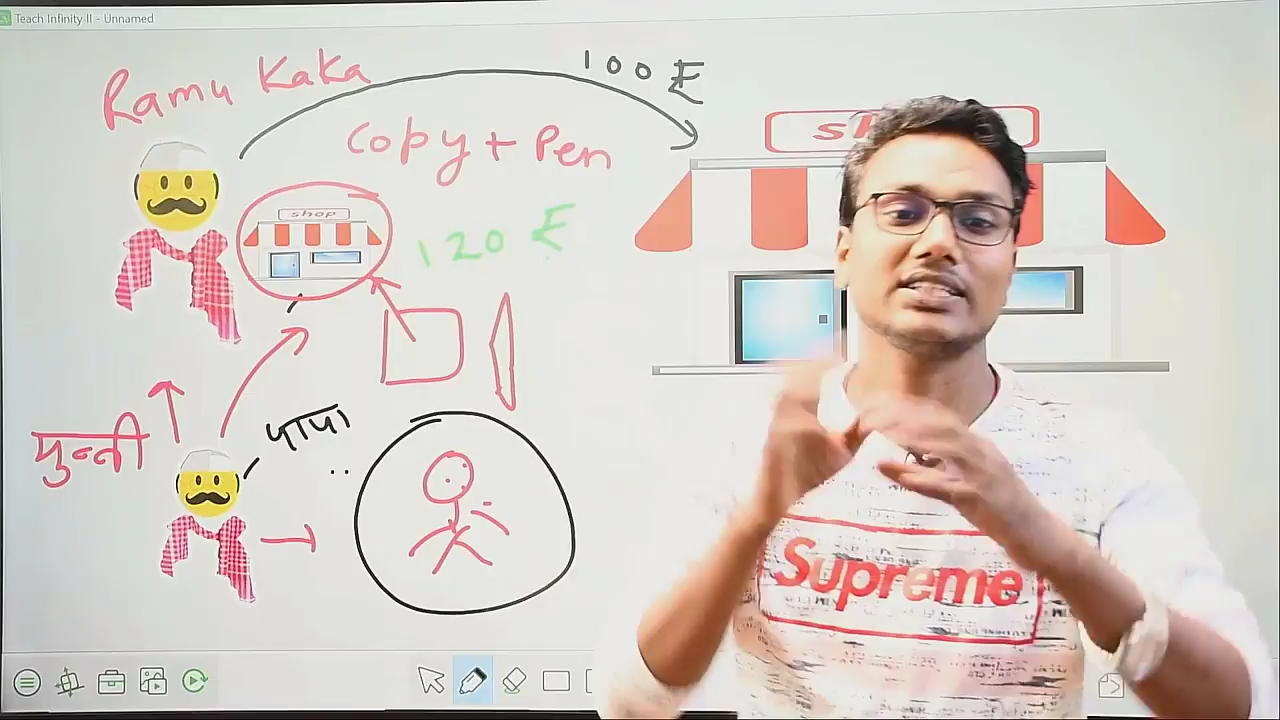 Teach Infinity II - Unnamed
Ramu Kaka
100 ₹
Copy + Pen
shop
120 ₹
मुन्नी
पापा
Supreme